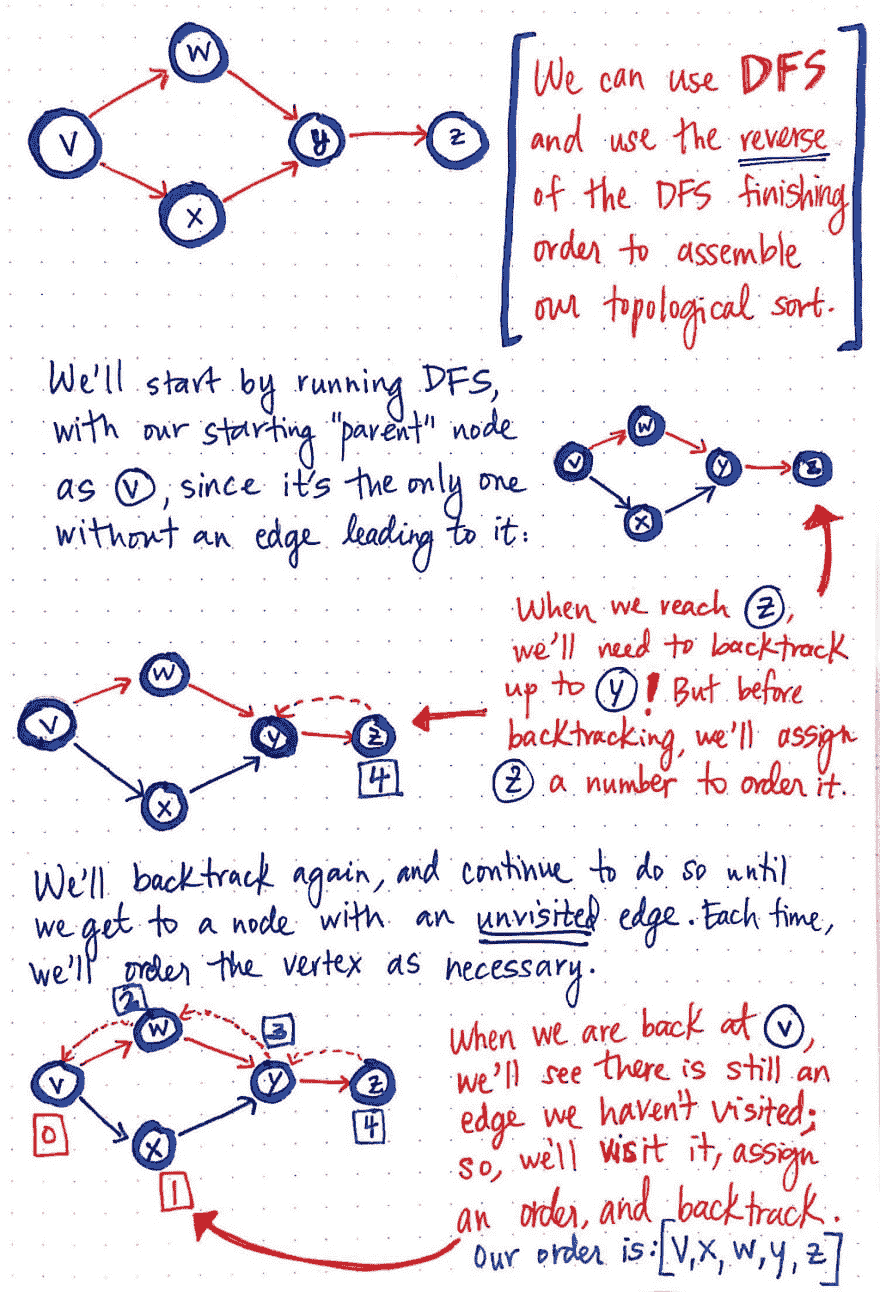 W
V
y
z
X
We can use DFS
and use the reverse
of the DFS finishing
order to assemble
our topological sort.
We'll start by running DFS,
with our starting "parent" node
as V, since it's the only one
without an edge leading to it:
W
V
y
z
X
When we reach z,
we'll need to backtrack
up to y! But before
backtracking, we'll assign
z a number to order it.
W
V
y
z
4
X
We'll backtrack again, and continue to do so until
we get to a node with an unvisited edge. Each time,
we'll order the vertex as necessary.
2
W
3
V
y
z
0
4
X
1
When we are back at V,
we'll see there is still an
edge we haven't visited;
so, we'll visit it, assign
an order, and backtrack.
Our order is: [V, X, W, y, z]